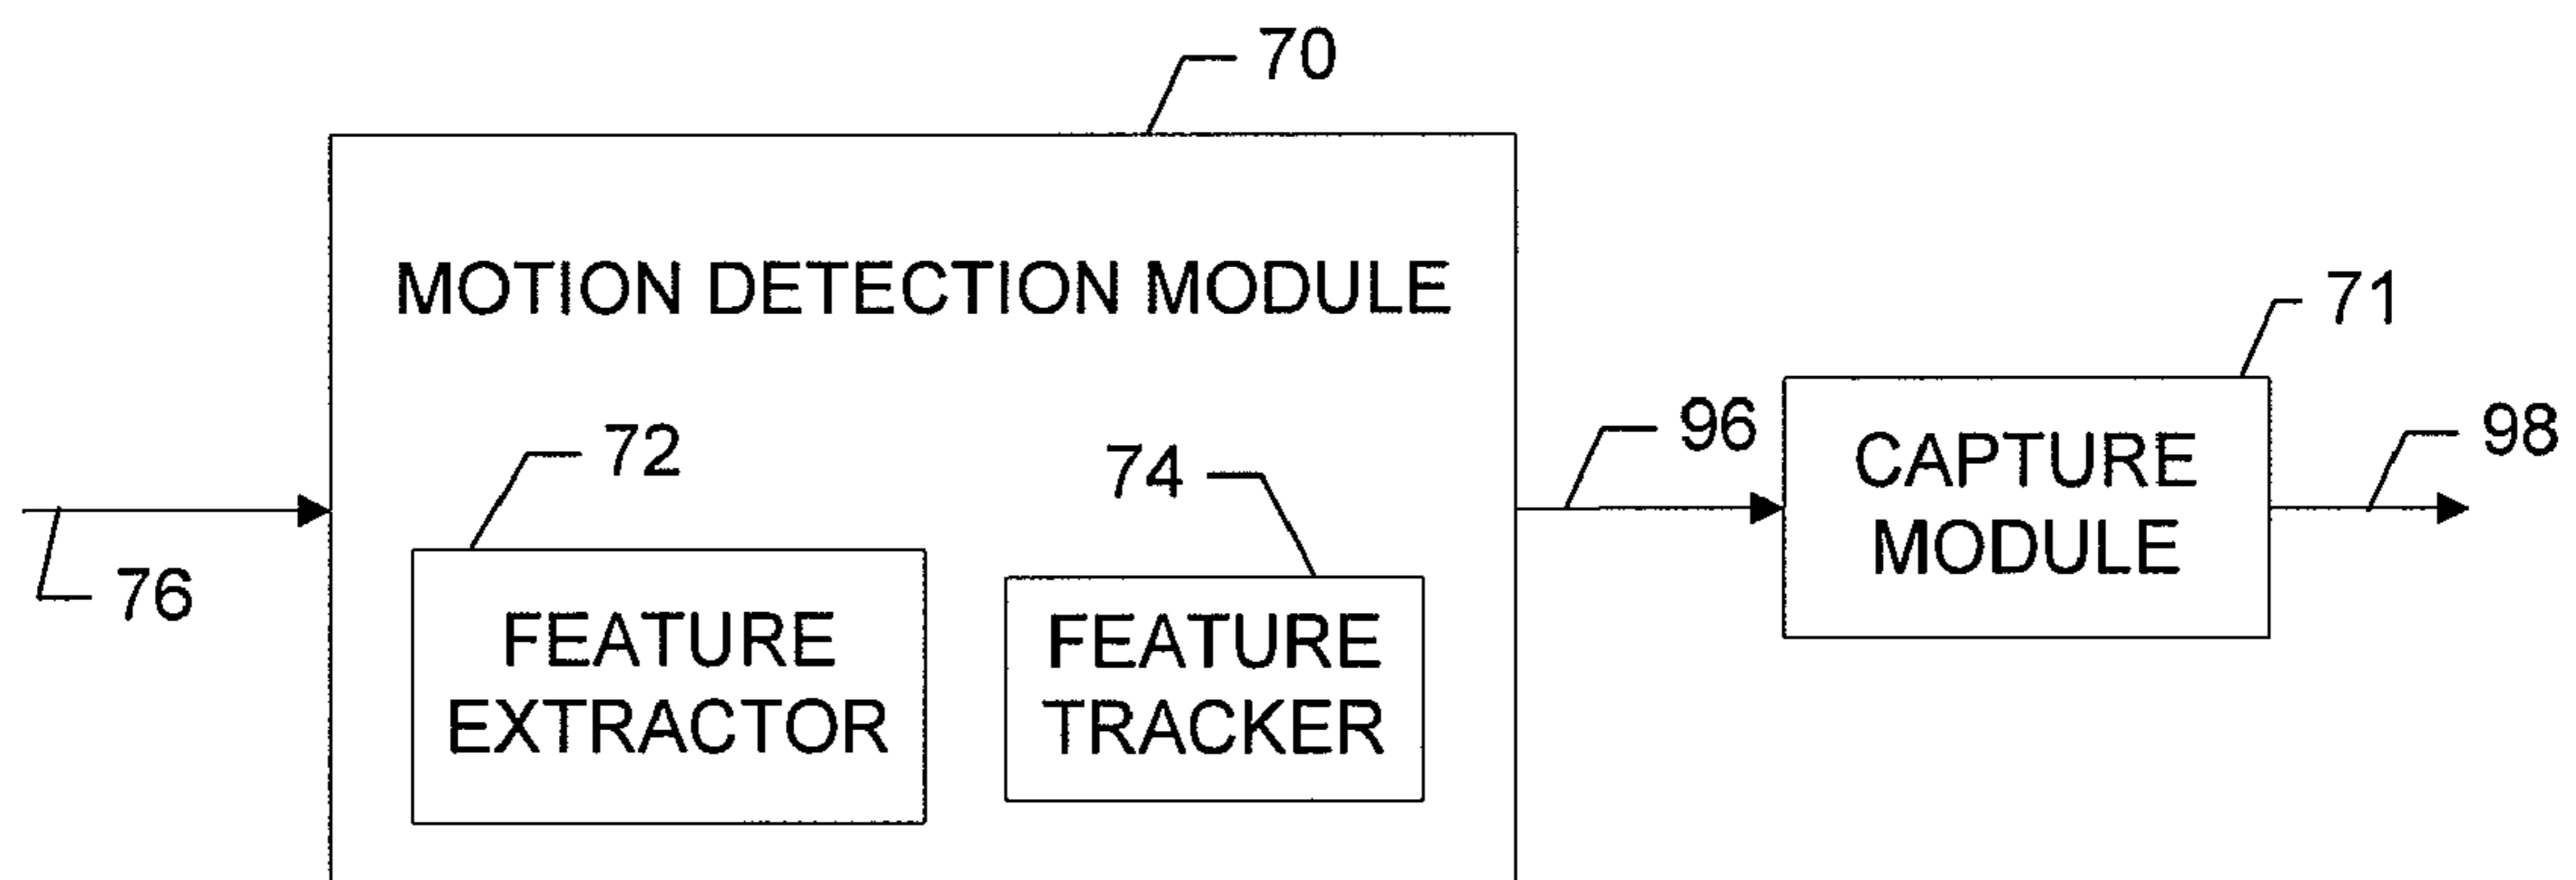 70
MOTION DETECTION MODULE
71
72
74
96
98
CAPTURE
MODULE
76
FEATURE
EXTRACTOR
FEATURE
TRACKER